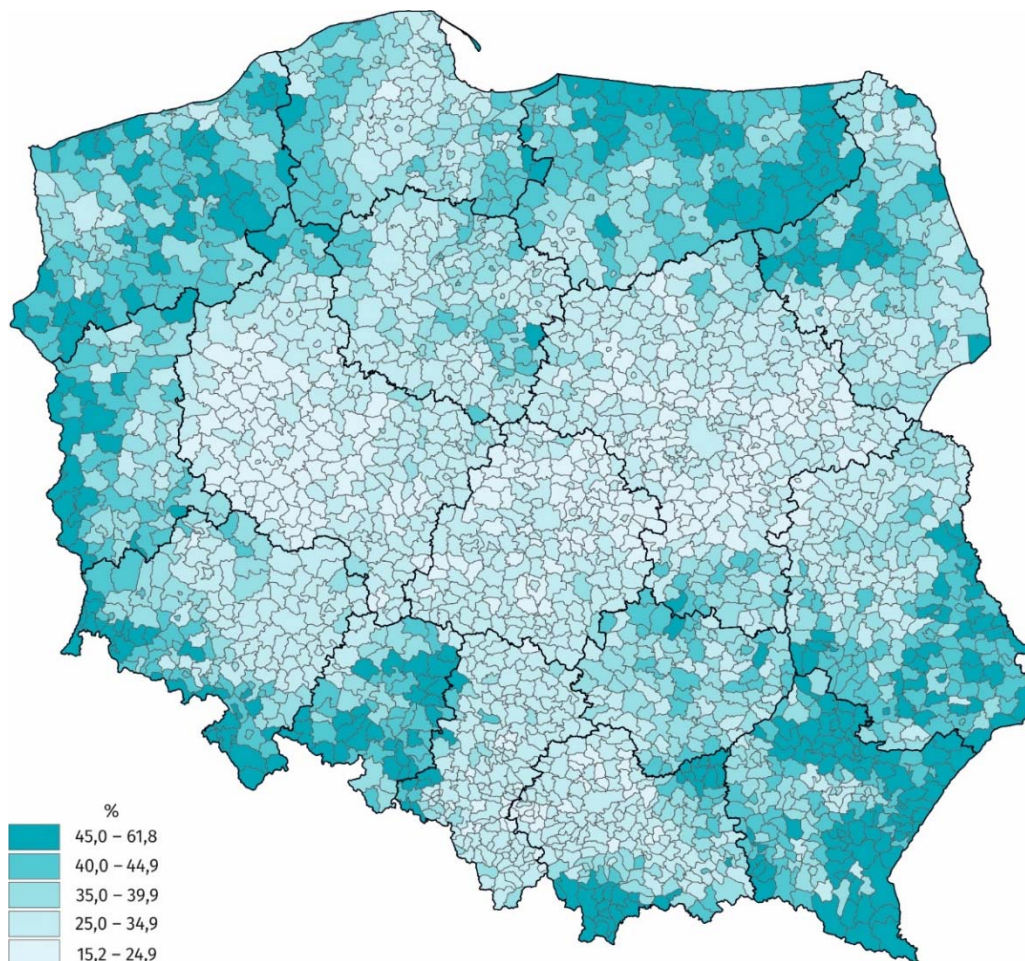 %
45,0 – 61,8
40,0 – 44,9
35,0 – 39,9
25,0 – 34,9
15,2 – 24,9